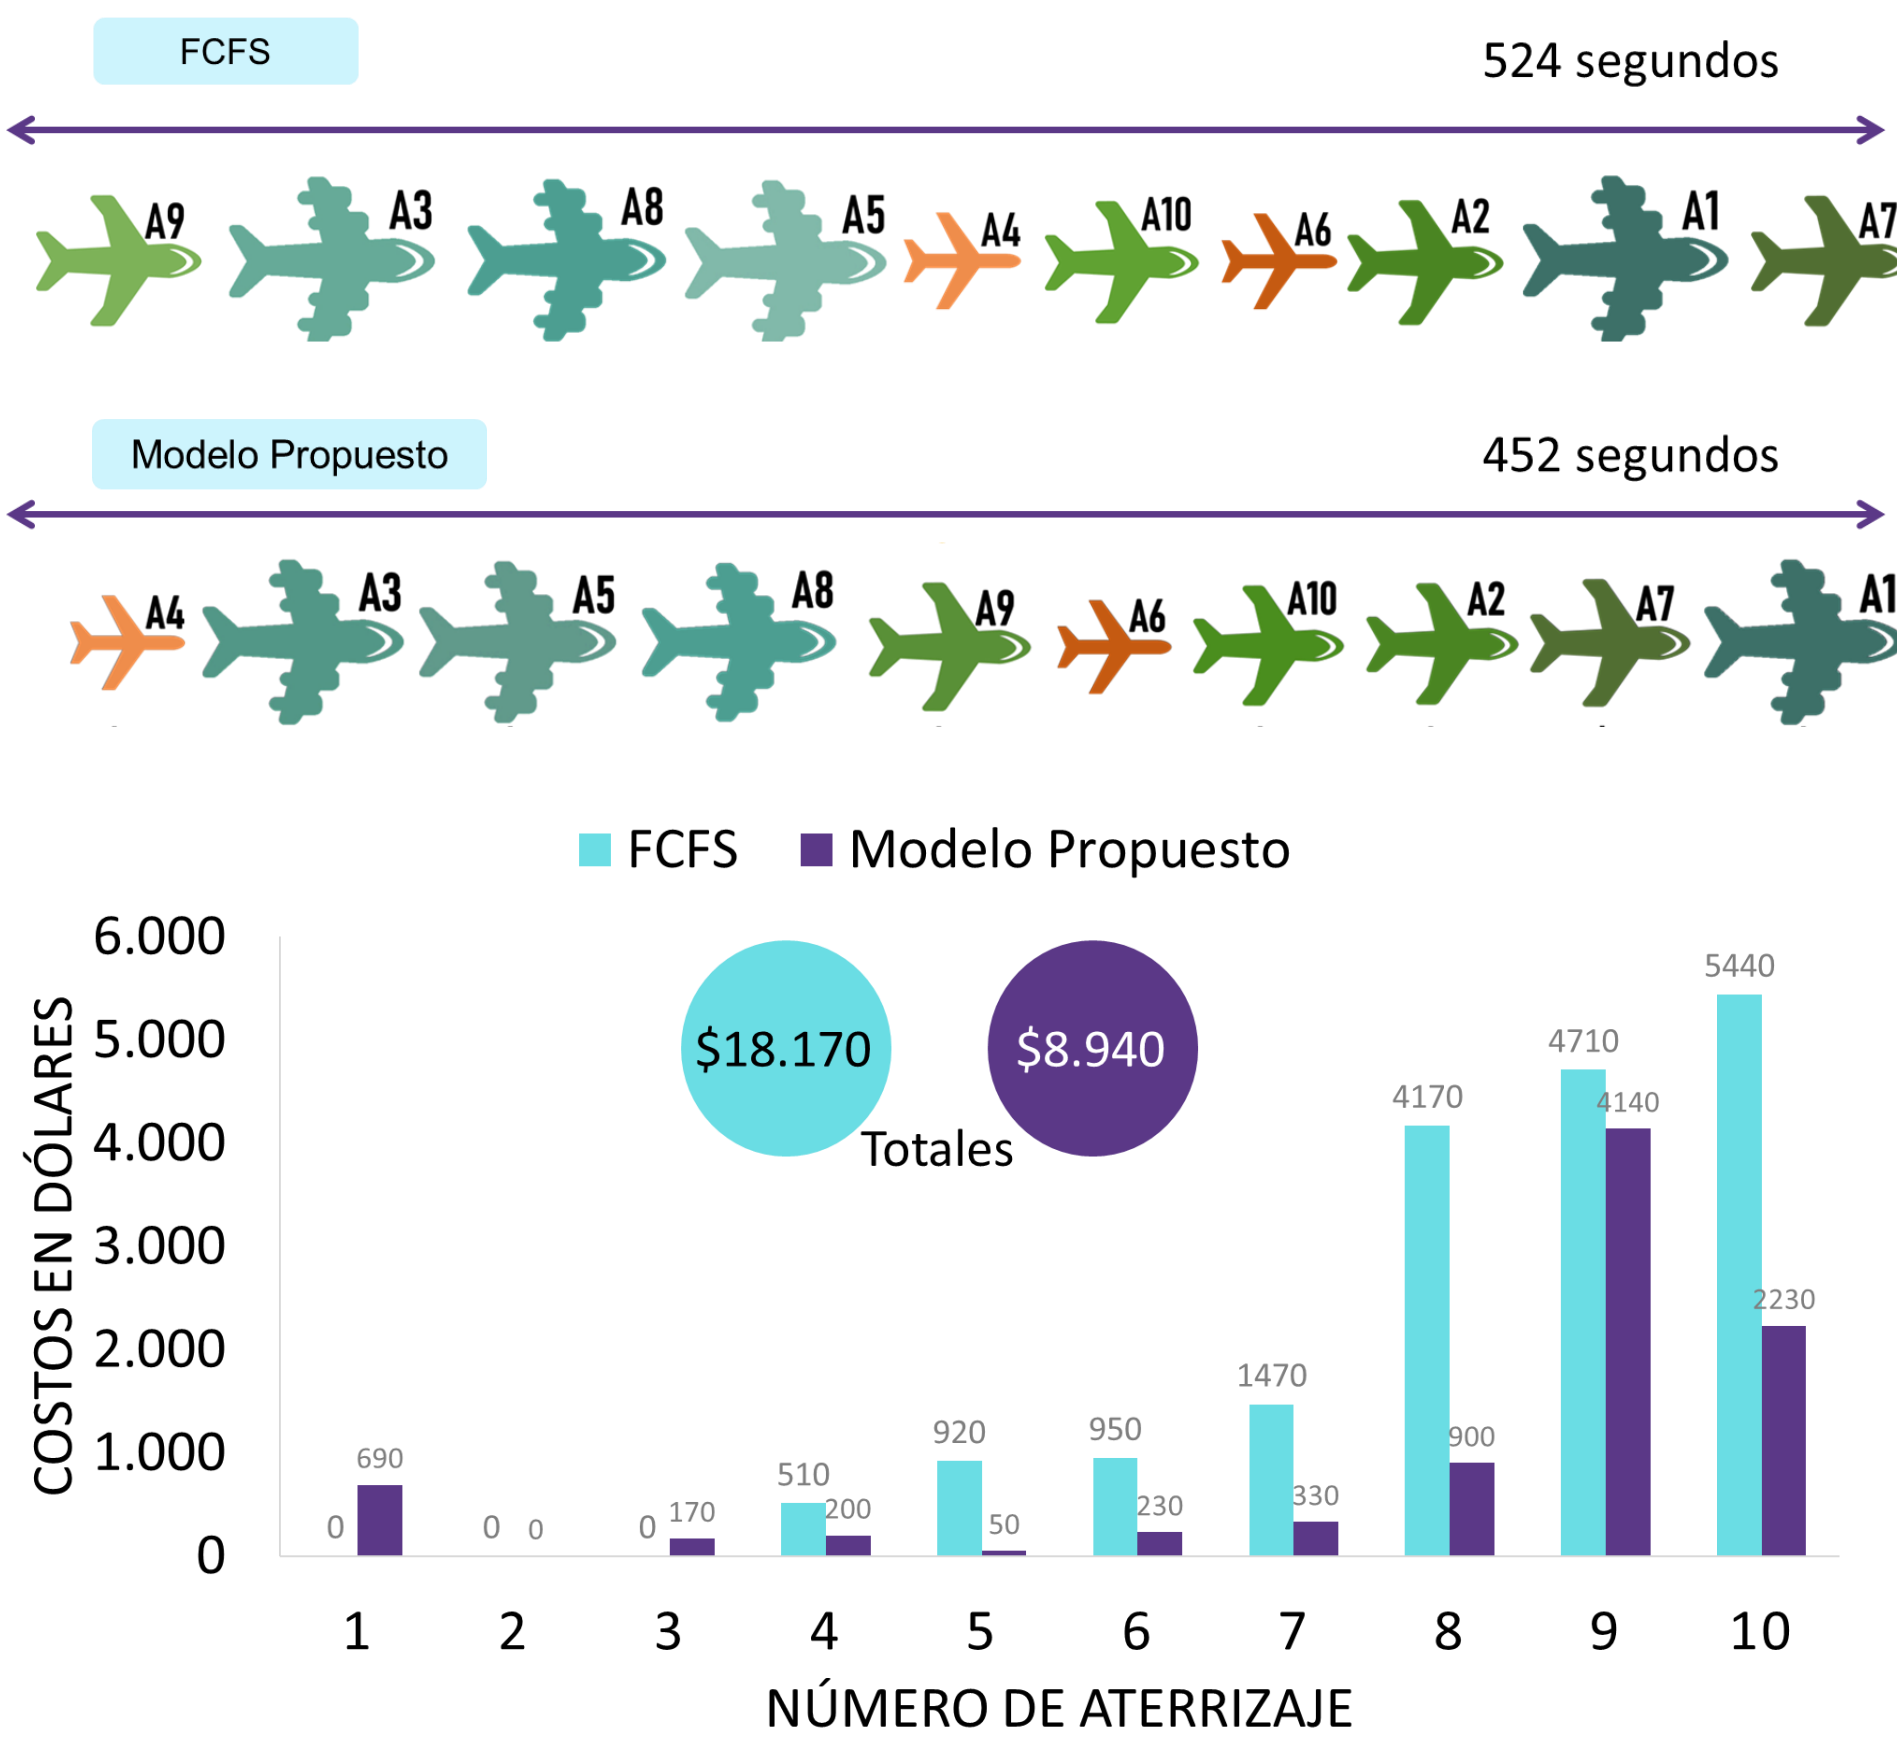 FCFS
524 segundos
A9 A3 A8 A5 A4 A10 A6 A2 A1 A7
Modelo Propuesto
452 segundos
A4 A3 A5 A8 A9 A6 A10 A2 A7 A1
FCFS Modelo Propuesto
COSTOS EN DÓLARES
6.000
5.000
4.000
3.000
2.000
1.000
0
$18.170 $8.940
Totales
0 690
0 0
0 170
510 200
920 50
950 230
1470 330
4170 900
4710 4140
5440 2230
1 2 3 4 5 6 7 8 9 10
NÚMERO DE ATERRIZAJE